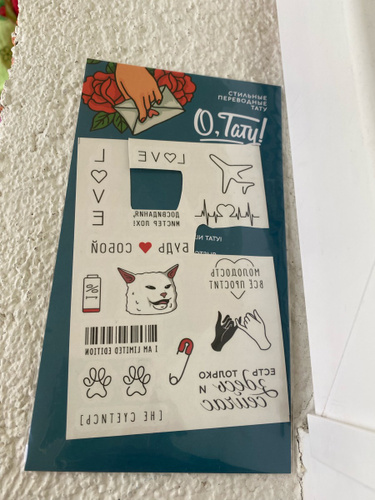 СТИЛЬНЫЕ
ПЕРЕВОДНЫЕ
ТАТУ
О, Тату!
LOVE
L
O
V
E
ДОСВИДАНИЯ,
МИСТЕР ЛОХ!
ТАТУ!
БУДЬ СОБОЙ
МОЛОДОСТЬ
ВСЁ ПРОСТИТ
%
I AM LIMITED EDITION
ЕСТЬ ТОЛЬКО
здесь и
сейчас
[НЕ СУЕТИСЬ]